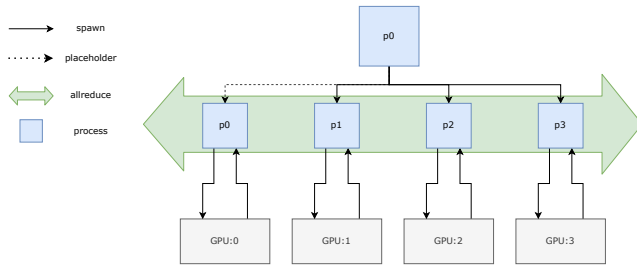 spawn
placeholder
allreduce
process
p0
p0
p1
p2
p3
GPU:0
GPU:1
GPU:2
GPU:3